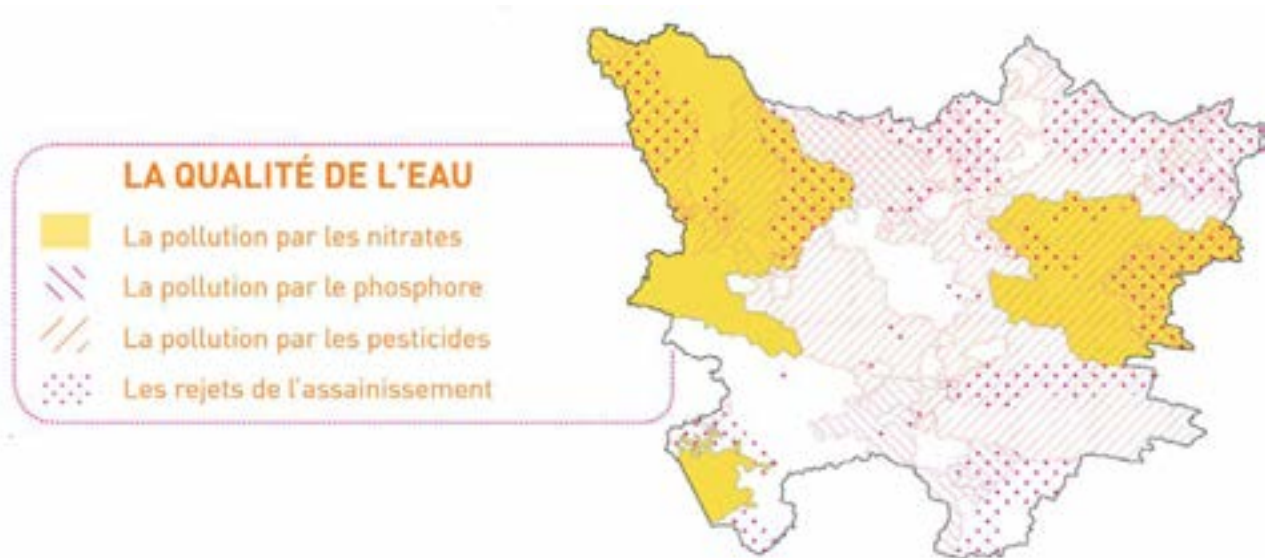 LA QUALITÉ DE L'EAU
La pollution par les nitrates
La pollution par le phosphore
La pollution par les pesticides
Les rejets de l'assainissement